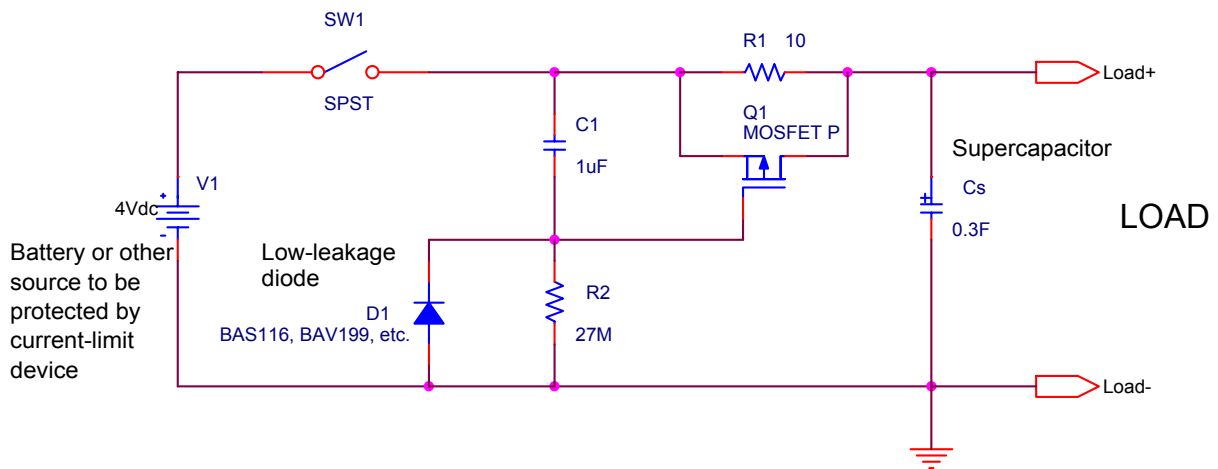 SW1
SPST
R1 10
Load+
C1
1uF
Q1
MOSFET P
Supercapacitor
Cs
0.3F
LOAD
V1
4Vdc
Battery or other
source to be
protected by
current-limit
device
Low-leakage
diode
D1
BAS116, BAV199, etc.
R2
27M
Load-